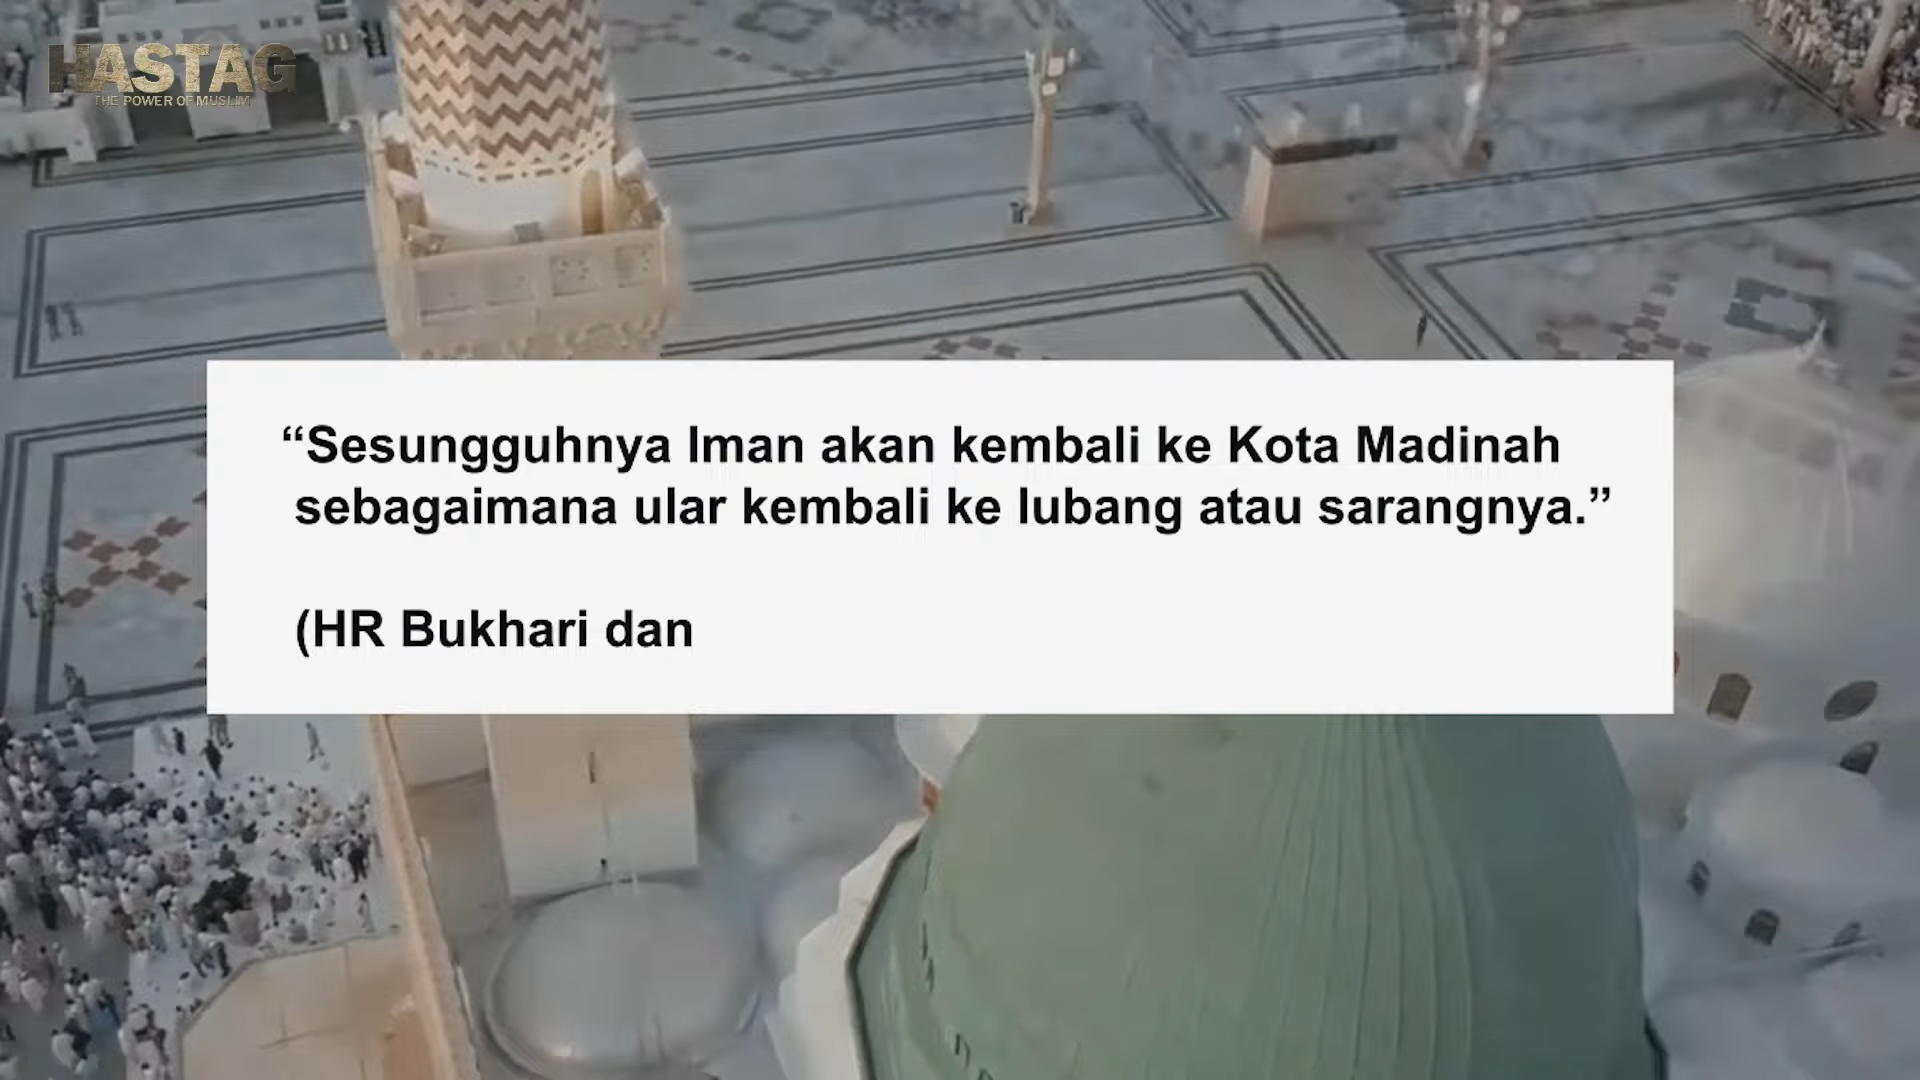 HASTAG
THE POWER OF MUSLIM
“Sesungguhnya Iman akan kembali ke Kota Madinah
sebagaimana ular kembali ke lubang atau sarangnya.”
(HR Bukhari dan